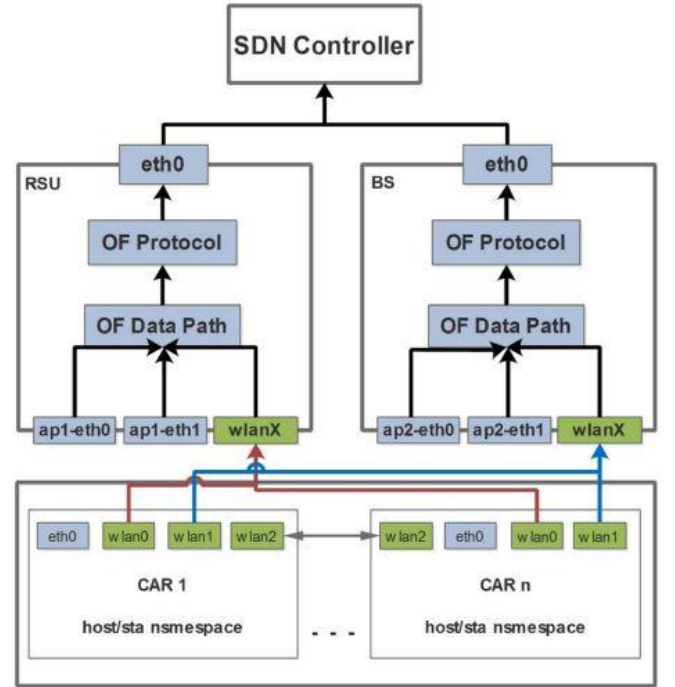 SDN Controller
eth0
eth0
RSU
BS
OF Protocol
OF Protocol
OF Data Path
OF Data Path
ap1-eth0 ap1-eth1 wlanX
ap2-eth0 ap2-eth1 wlanX
eth0 wlan0 wlan1 wlan2
wlan2 eth0 wlan0 wlan1
CAR 1
CAR n
host/sta nsmespace
- - -
host/sta nsmespace